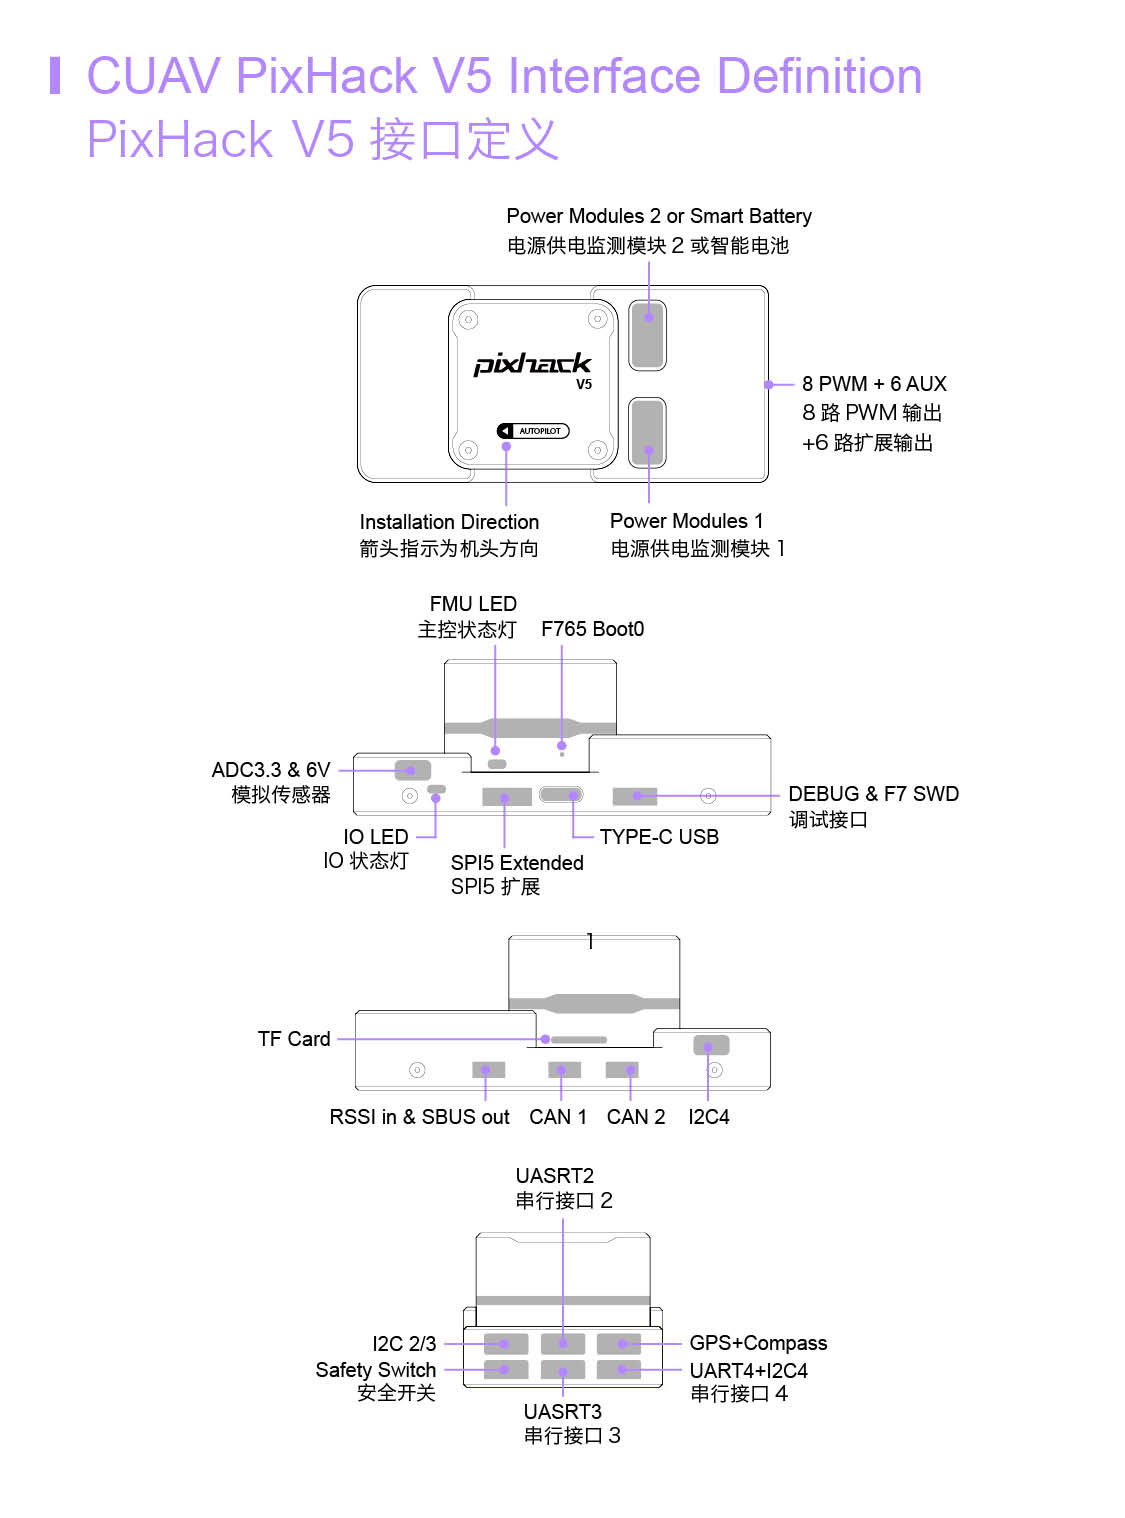 CUAV PixHack V5 Interface Definition
PixHack V5 接口定义
Power Modules 2 or Smart Battery
电源供电监测模块 2 或智能电池
pixhack
V5
AUTOPILOT
8 PWM + 6 AUX
8 路 PWM 输出
+6 路扩展输出
Installation Direction
箭头指示为机头方向
Power Modules 1
电源供电监测模块 1
FMU LED
主控状态灯
F765 Boot0
ADC3.3 & 6V
模拟传感器
IO LED
IO 状态灯
SPI5 Extended
SPI5 扩展
TYPE-C USB
DEBUG & F7 SWD
调试接口
1
TF Card
RSSI in & SBUS out
CAN 1
CAN 2
I2C4
UASRT2
串行接口 2
I2C 2/3
Safety Switch
安全开关
GPS+Compass
UART4+I2C4
串行接口 4
UASRT3
串行接口 3